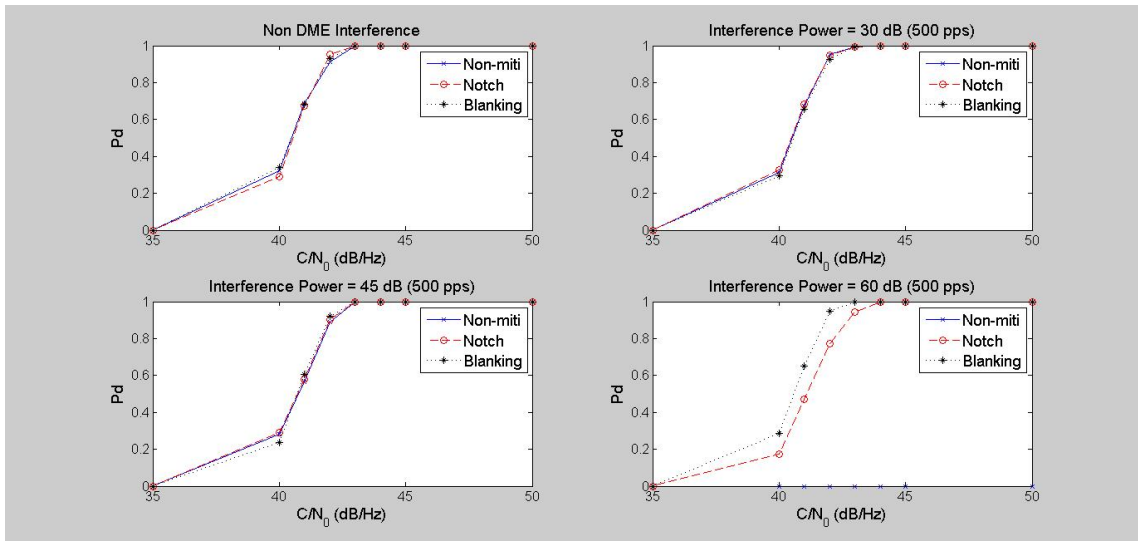 Non DME Interference
1
0.8
0.6
0.4
0.2
0
Pd
35 40 45 50
C/N0 (dB/Hz)
Non-miti
Notch
Blanking
Interference Power = 30 dB (500 pps)
1
0.8
0.6
0.4
0.2
0
Pd
35 40 45 50
C/N0 (dB/Hz)
Non-miti
Notch
Blanking
Interference Power = 45 dB (500 pps)
1
0.8
0.6
0.4
0.2
0
Pd
35 40 45 50
C/N0 (dB/Hz)
Non-miti
Notch
Blanking
Interference Power = 60 dB (500 pps)
1
0.8
0.6
0.4
0.2
0
Pd
35 40 45 50
C/N0 (dB/Hz)
Non-miti
Notch
Blanking